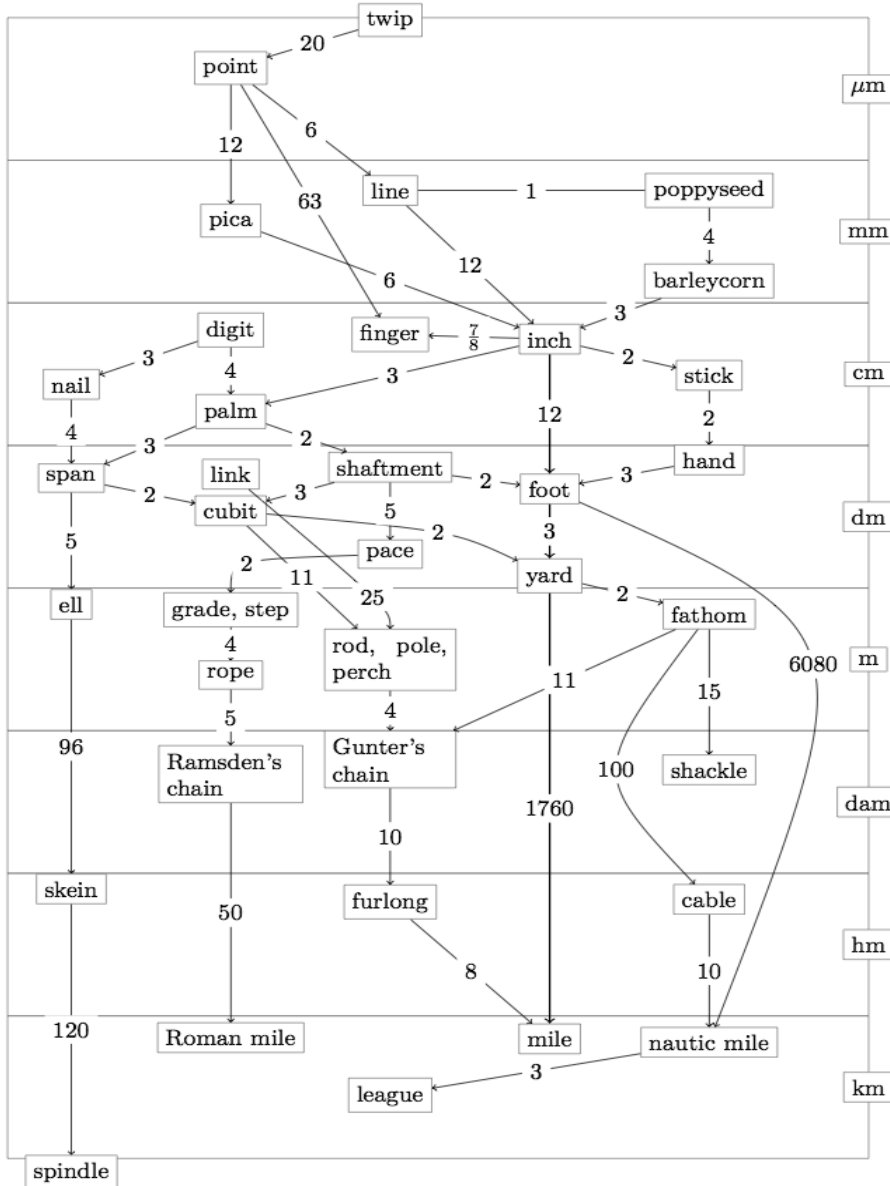 twip
20
point
μm
6
12
line
1
poppyseed
63
pica
mm
4
12
6
barleycorn
3
digit
finger
7/8
inch
3
2
nail
4
3
stick
cm
palm
12
2
4
3
2
shaftment
hand
span
link
2
3
foot
2
3
cubit
5
dm
5
2
3
pace
2
11
yard
25
2
ell
grade, step
fathom
4
rod, pole,
perch
m
6080
rope
11
15
5
4
96
Gunter's
chain
Ramsden's
chain
100
shackle
dam
1760
10
skein
furlong
cable
50
hm
8
10
120
Roman mile
mile
nautic mile
3
league
km
spindle